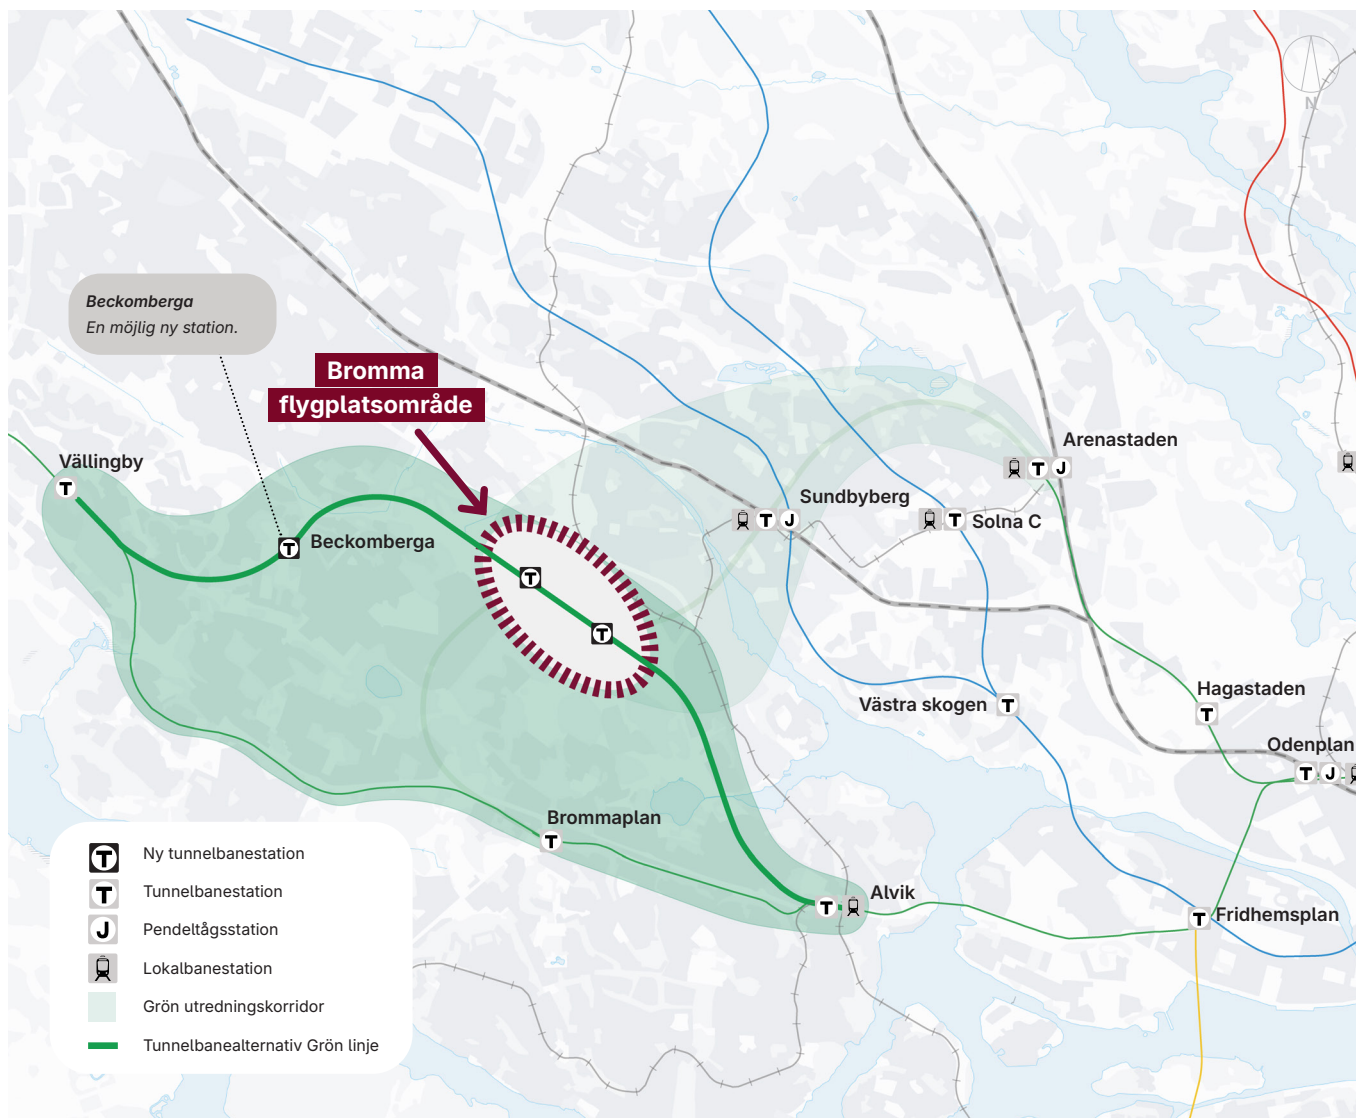 N
Beckomberga
En möjlig ny station.
Bromma
flygplatsområde
Arenastaden
T
J
Vällingby
T
Sundbyberg
T
J
Solna C
T
Beckomberga
T
T
T
Hagastaden
T
Västra skogen
T
Odenplan
T
J
Brommaplan
T
Alvik
T
Fridhemsplan
T
T
Ny tunnelbanestation
T
Tunnelbanestation
J
Pendeltågsstation
Lokalbanestation
Grön utredningskorridor
Tunnelbanealternativ Grön linje